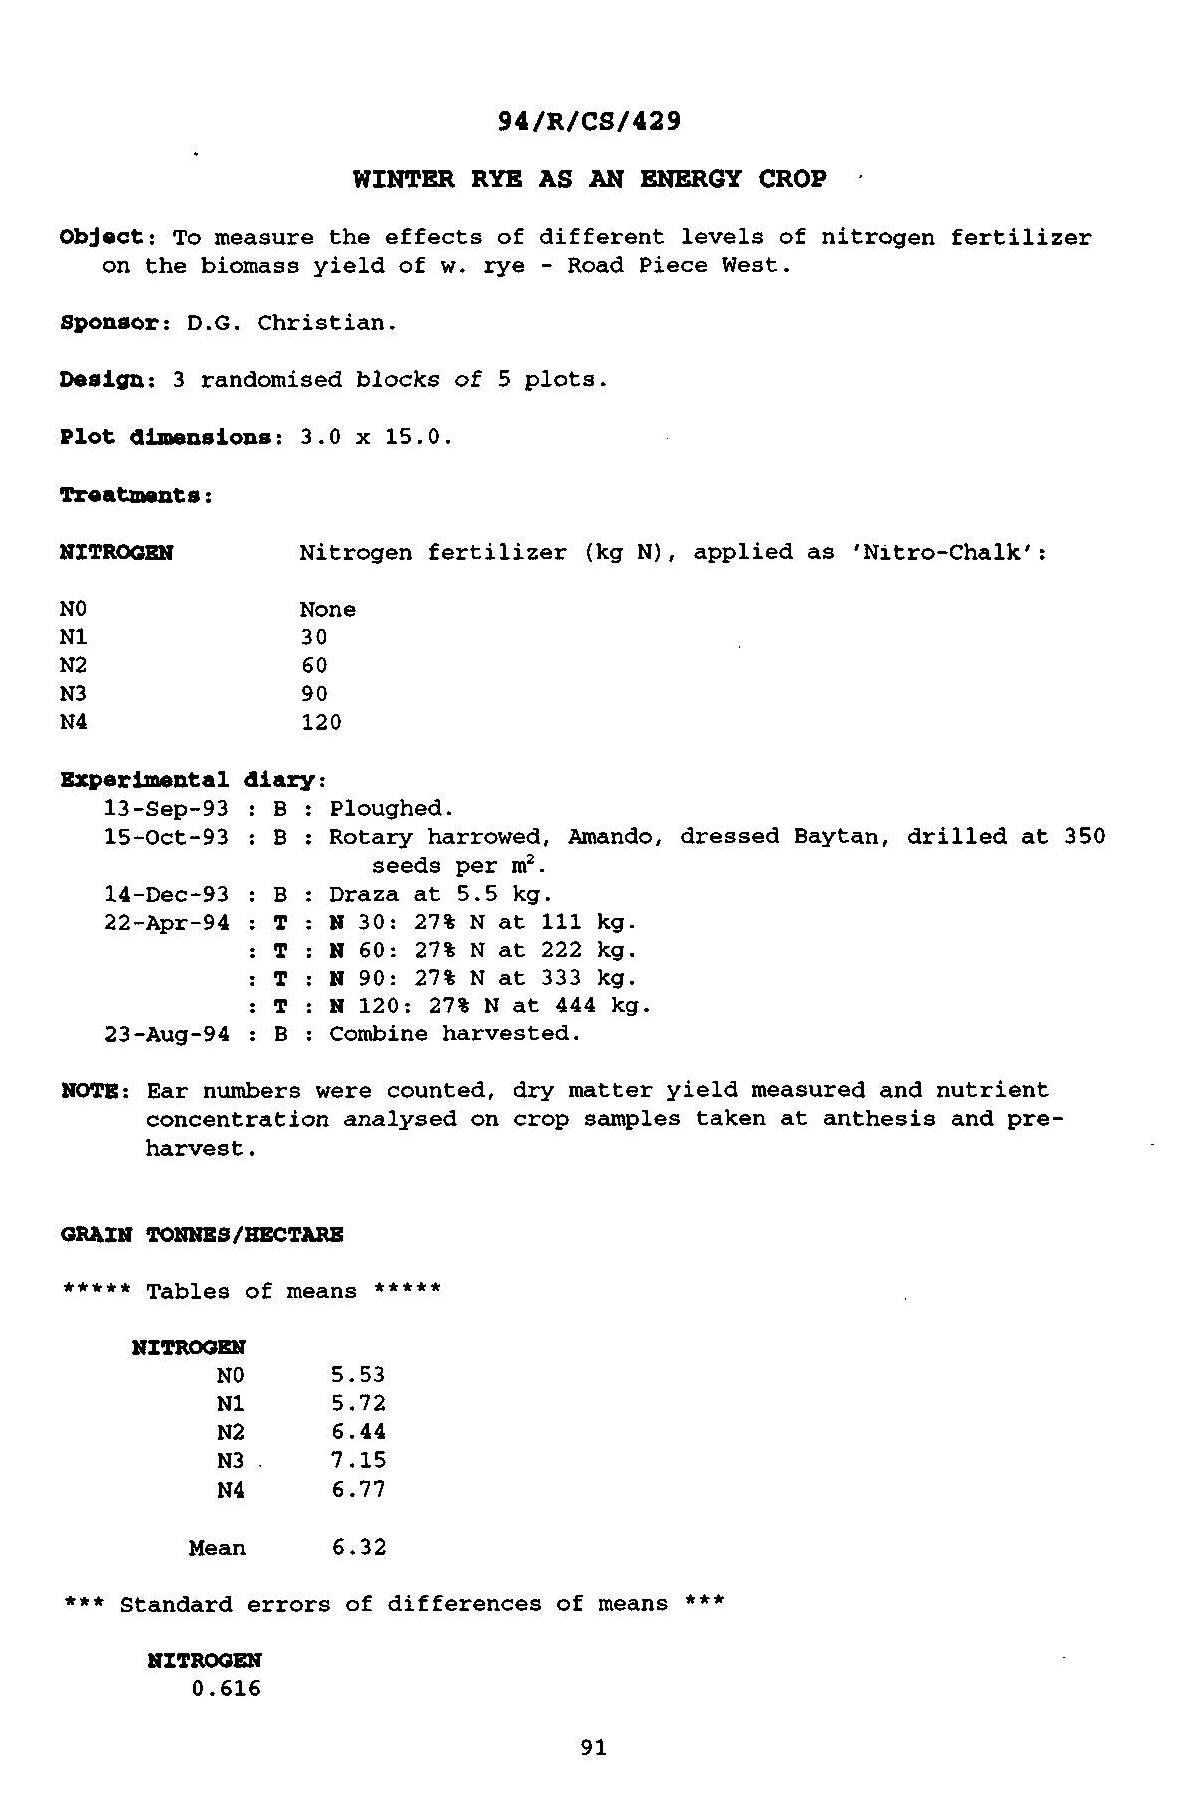 94/R/CS/429
WINTER RYE AS AN ENERGY CROP
Object: To measure the effects of different levels of nitrogen fertilizer
on the biomass yield of w. rye - Road Piece West.
Sponsor: D.G. Christian.
Design: 3 randomised blocks of 5 plots.
Plot dimensions: 3.0 x 15.0.
Treatments:
NITROGEN Nitrogen fertilizer (kg N), applied as 'Nitro-Chalk':
N0 None
N1 30
N2 60
N3 90
N4 120
Experimental diary:
13-Sep-93 : B : Ploughed.
15-Oct-93 : B : Rotary harrowed, Amando, dressed Baytan, drilled at 350
seeds per m².
14-Dec-93 : B : Draza at 5.5 kg.
22-Apr-94 : T : N 30: 27% N at 111 kg.
: T : N 60: 27% N at 222 kg.
: T : N 90: 27% N at 333 kg.
: T : N 120: 27% N at 444 kg.
23-Aug-94 : B : Combine harvested.
NOTE: Ear numbers were counted, dry matter yield measured and nutrient
concentration analysed on crop samples taken at anthesis and pre-
harvest.
GRAIN TONNES/HECTARE
***** Tables of means *****
NITROGEN
N0 5.53
N1 5.72
N2 6.44
N3 7.15
N4 6.77
Mean 6.32
*** Standard errors of differences of means ***
NITROGEN
0.616
91